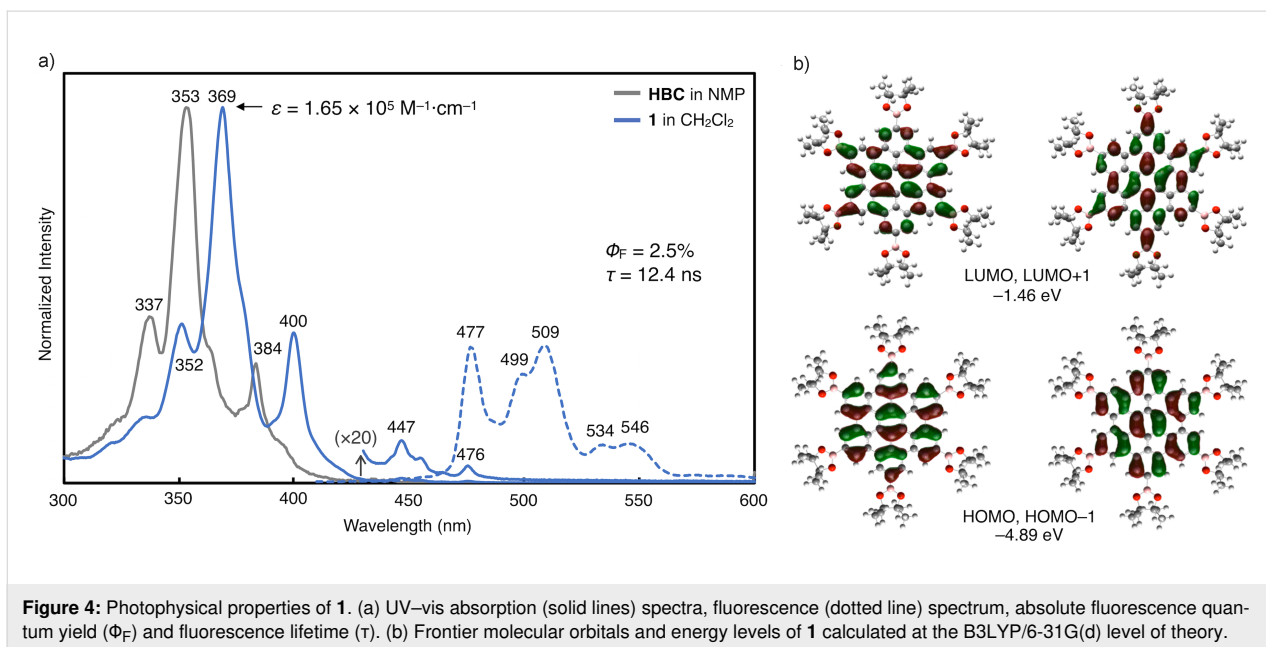 a)
353
369
ε = 1.65 × 10⁵ M⁻¹·cm⁻¹
HBC in NMP
1 in CH₂Cl₂
Φ_F = 2.5%
τ = 12.4 ns
337
352
384
400
(×20)
447
476
477
499
509
534
546
Normalized Intensity
300
350
400
450
500
550
600
Wavelength (nm)
b)
LUMO, LUMO+1
−1.46 eV
HOMO, HOMO−1
−4.89 eV
Figure 4: Photophysical properties of 1. (a) UV–vis absorption (solid lines) spectra, fluorescence (dotted line) spectrum, absolute fluorescence quan-
tum yield (Φ_F) and fluorescence lifetime (τ). (b) Frontier molecular orbitals and energy levels of 1 calculated at the B3LYP/6-31G(d) level of theory.